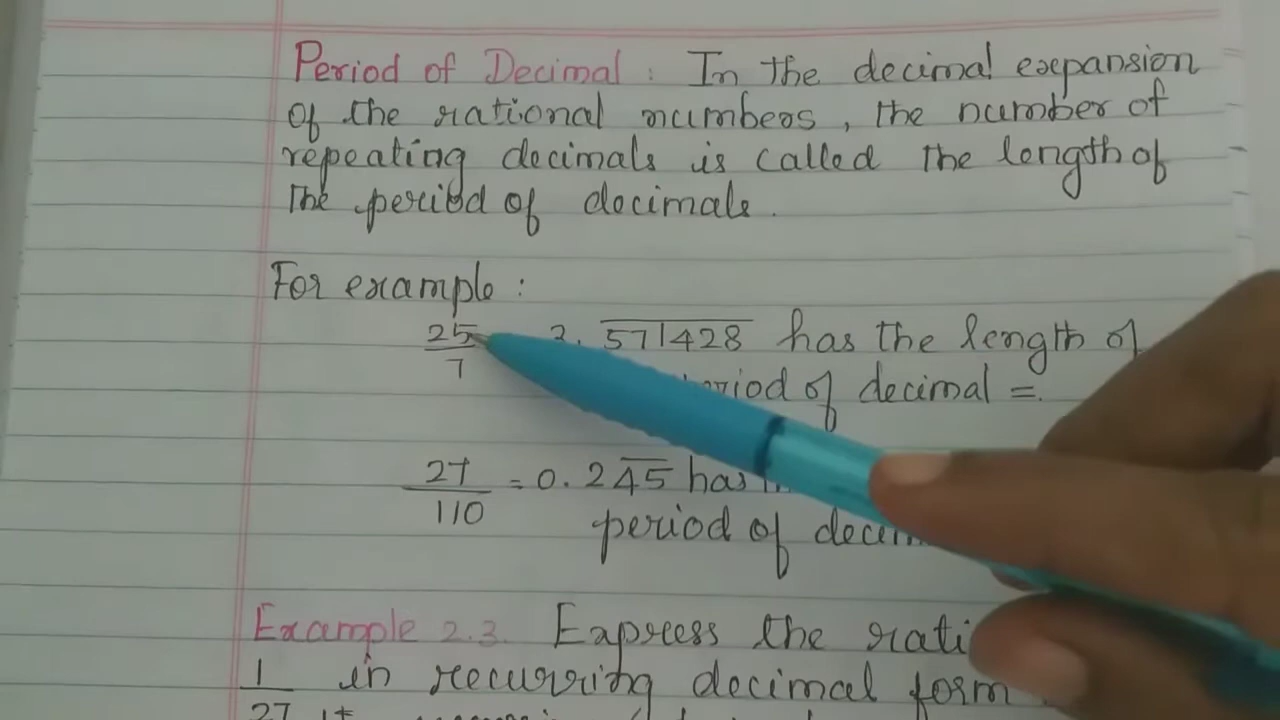 Period of Decimal : In the decimal expansion
of the rational numbers, the number of
repeating decimals is called the length of
the period of decimals.
For example :
25/7 3. 571428 has the length of
period of decimal =
27/110 = 0.245 has
period of
Example 2.3. Express the
1/27 in recurring decimal form